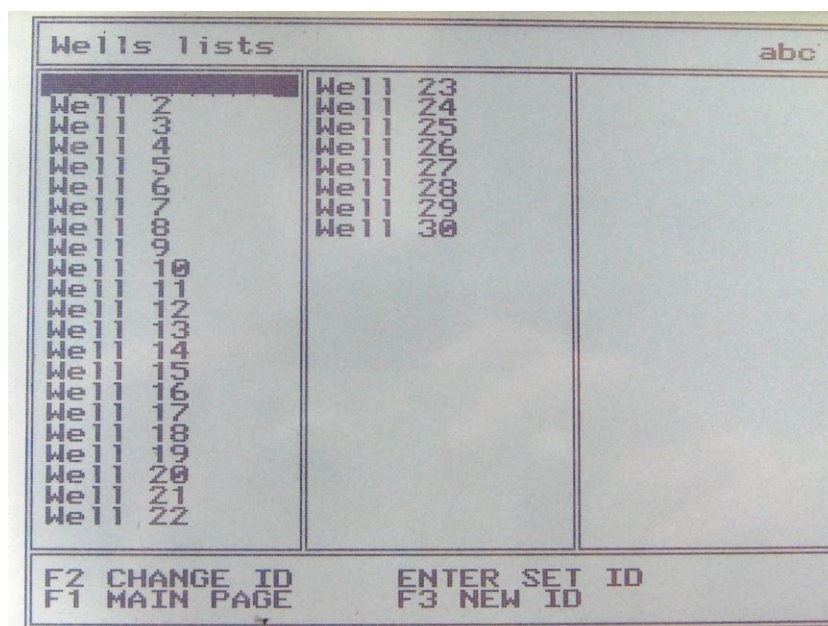 Wells lists
abc
Well 2
Well 3
Well 4
Well 5
Well 6
Well 7
Well 8
Well 9
Well 10
Well 11
Well 12
Well 13
Well 14
Well 15
Well 16
Well 17
Well 18
Well 19
Well 20
Well 21
Well 22
Well 23
Well 24
Well 25
Well 26
Well 27
Well 28
Well 29
Well 30
F2 CHANGE ID ENTER SET ID
F1 MAIN PAGE F3 NEW ID